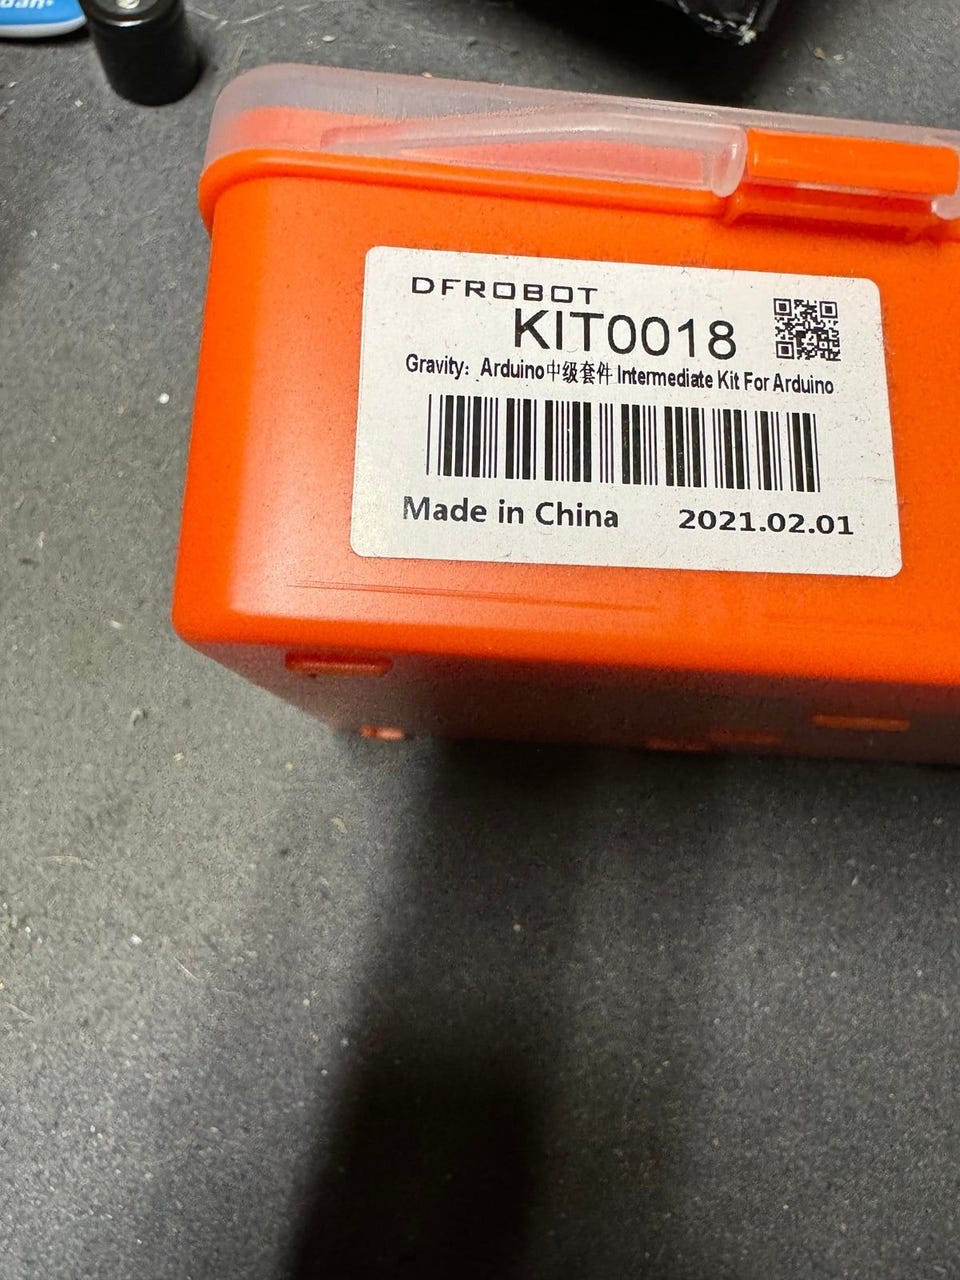 DFROBOT
KIT0018
Gravity: Arduino中级套件 Intermediate Kit For Arduino
Made in China 2021.02.01